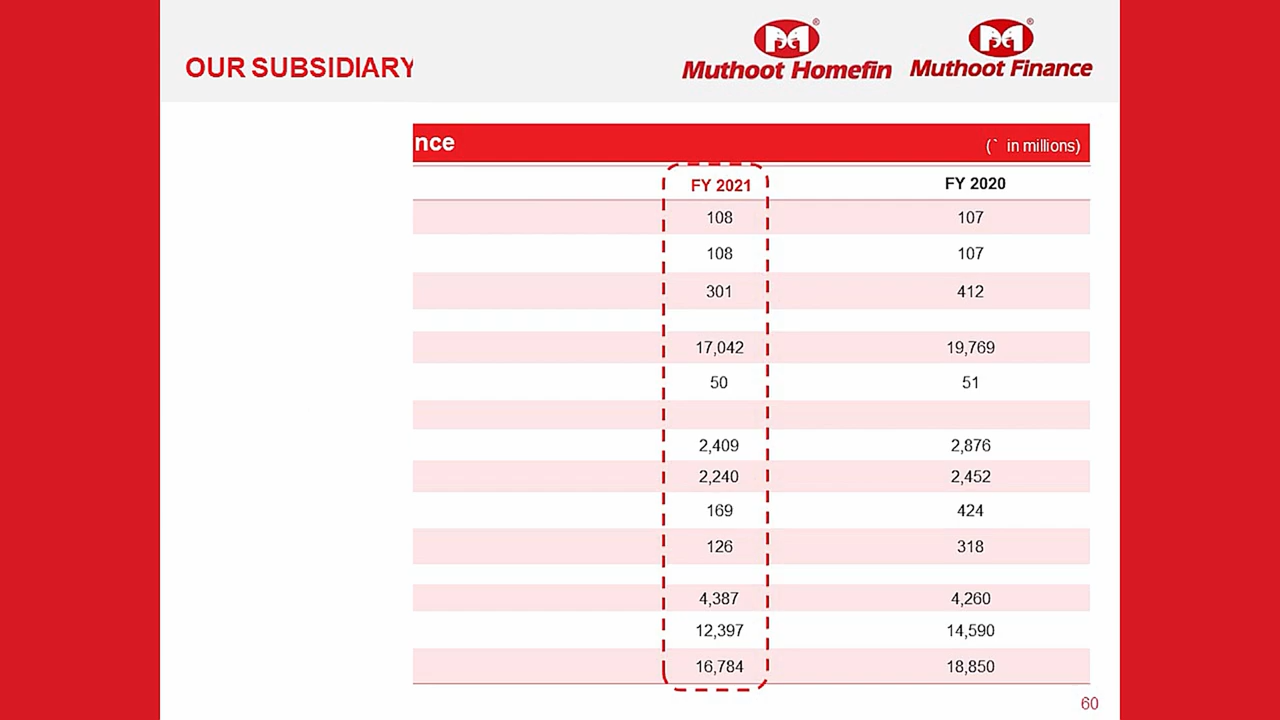 OUR SUBSIDIARY
Muthoot Homefin
Muthoot Finance
nce (` in millions)
FY 2021 FY 2020
108 107
108 107
301 412
17,042 19,769
50 51
2,409 2,876
2,240 2,452
169 424
126 318
4,387 4,260
12,397 14,590
16,784 18,850
60